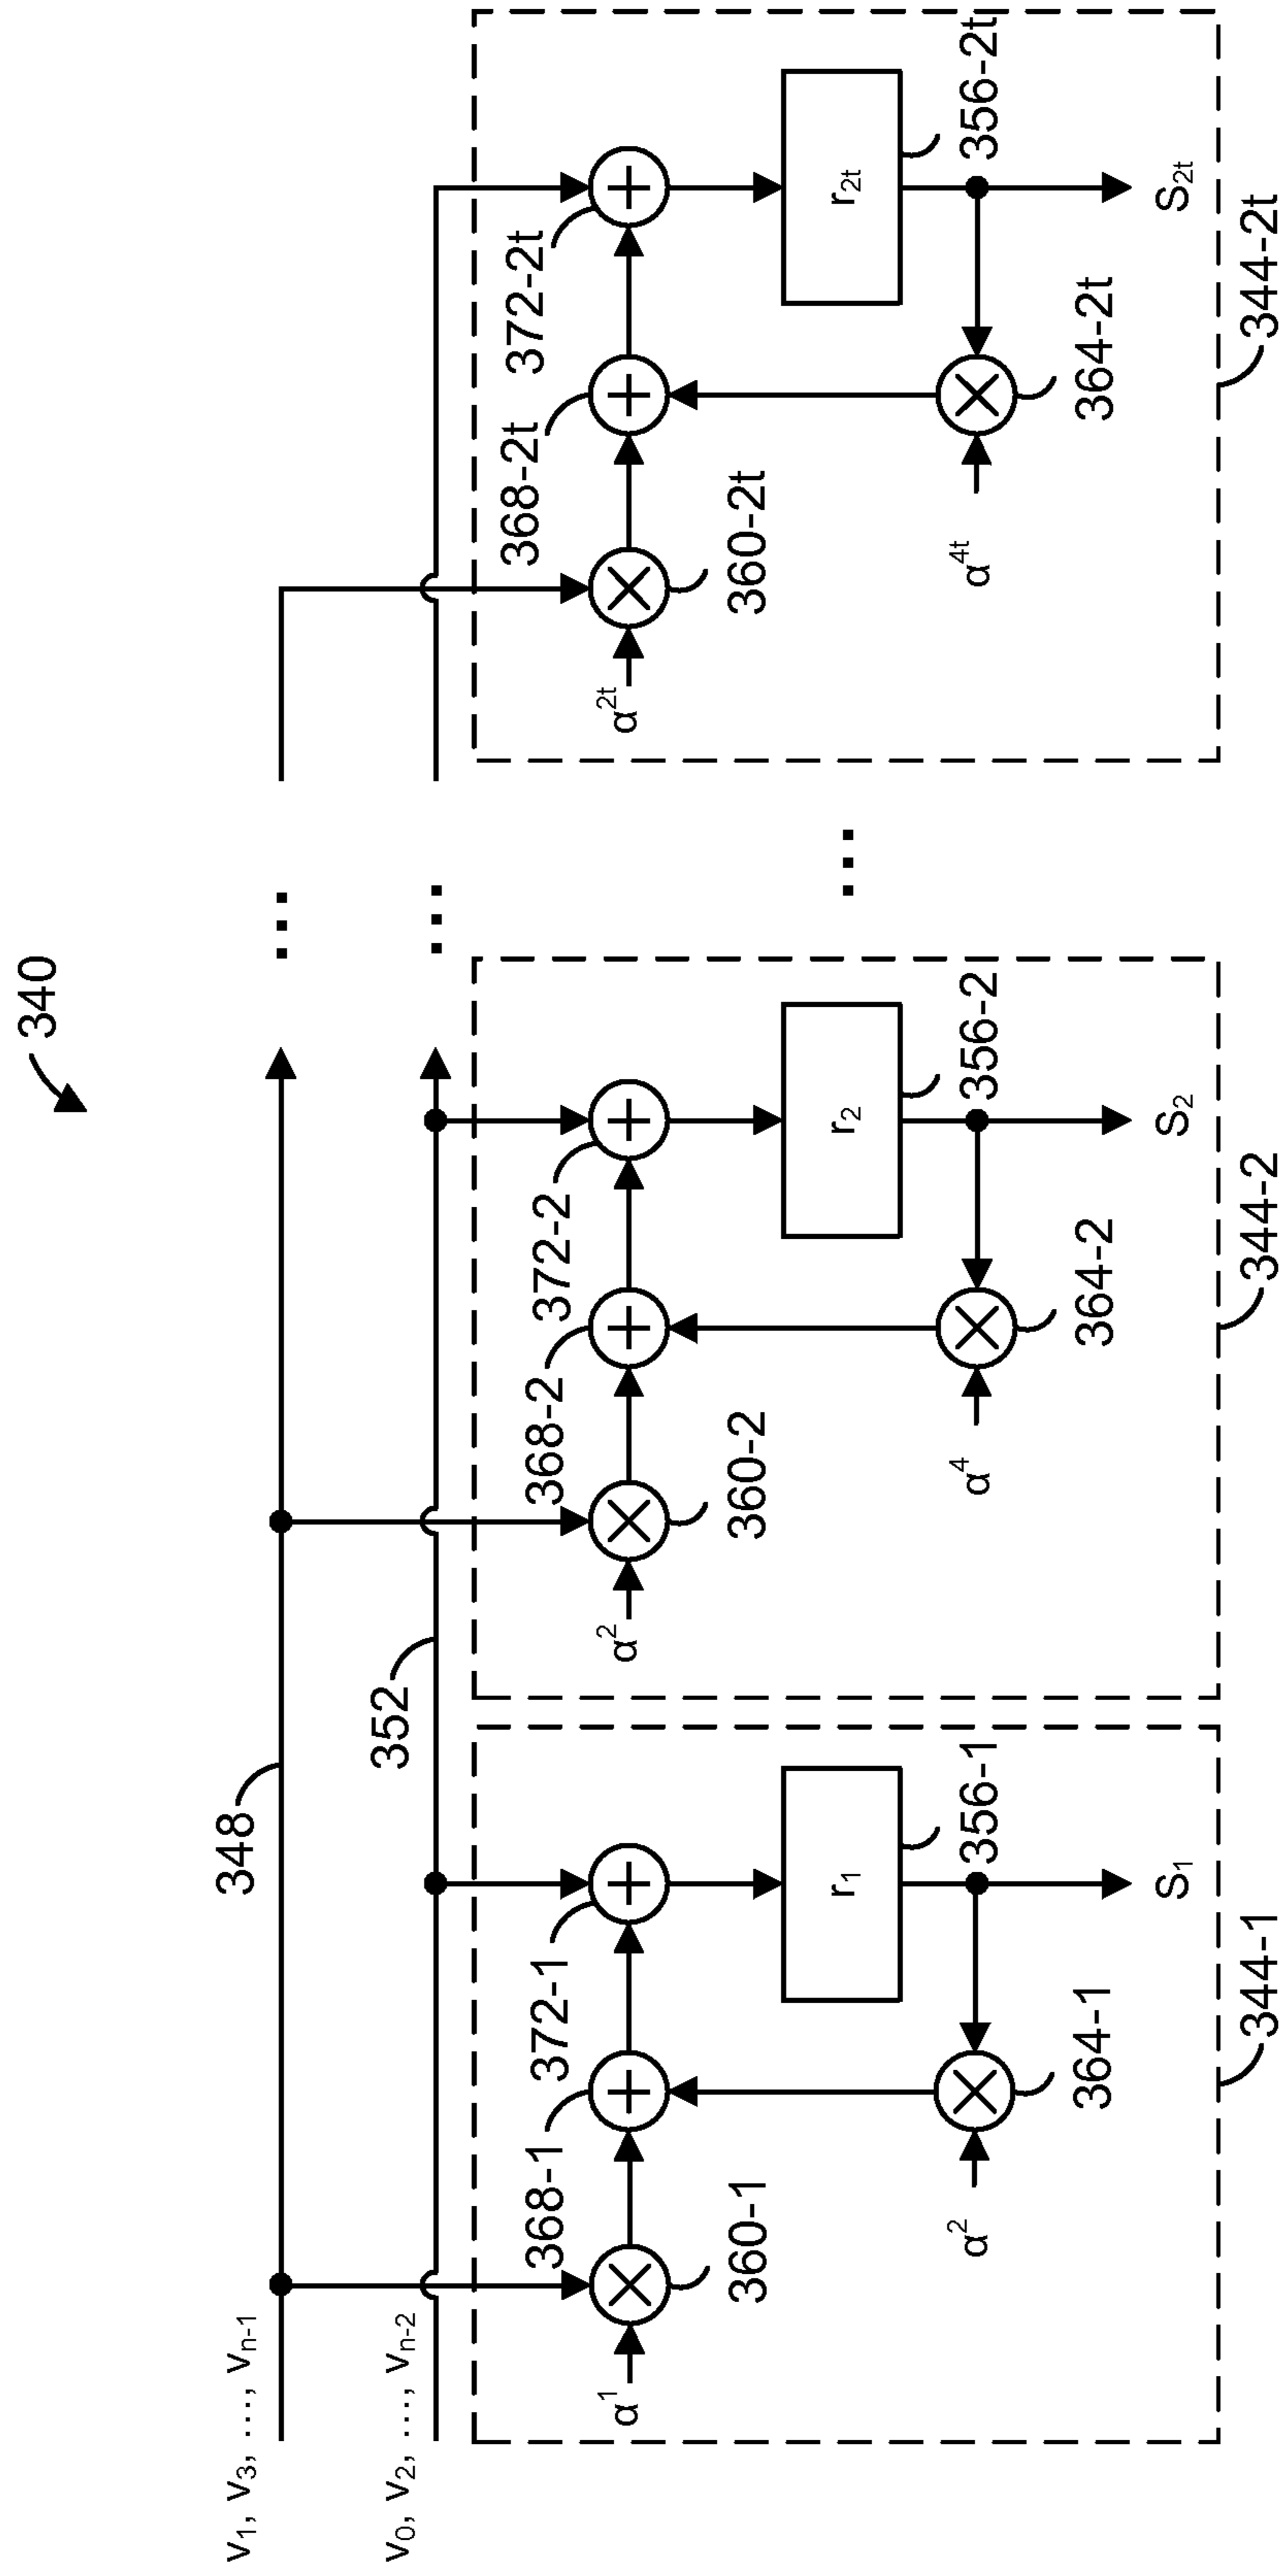 340
v1, v3, ..., vn-1
348
v0, v2, ..., vn-2
352
α1
360-1
368-1
372-1
r1
356-1
α2
364-1
S1
344-1
α2
360-2
368-2
372-2
r2
356-2
α4
364-2
S2
344-2
...
...
...
α2t
360-2t
368-2t
372-2t
r2t
356-2t
α4t
364-2t
S2t
344-2t